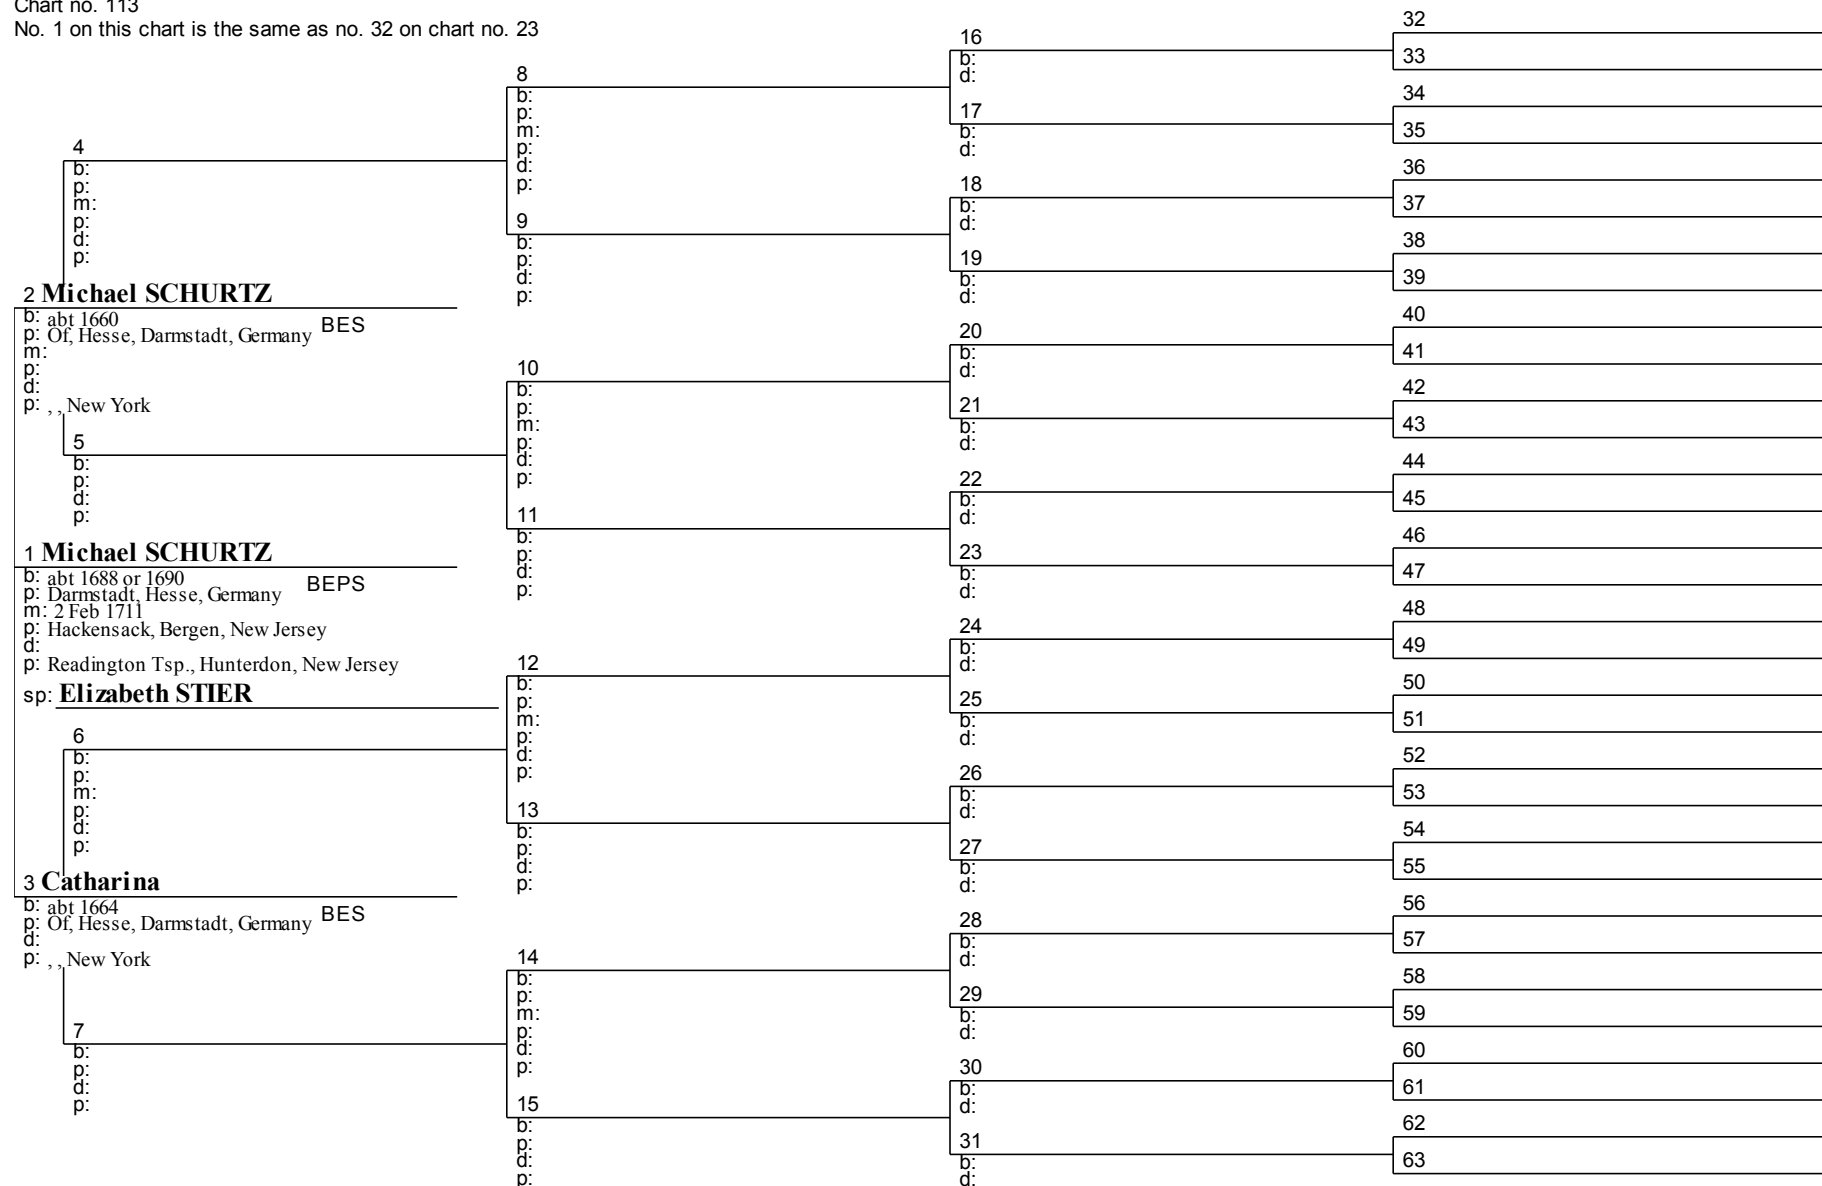 Chart no. 113
No. 1 on this chart is the same as no. 32 on chart no. 23
4
b:
p:
m:
p:
d:
p:
2 Michael SCHURTZ
b: abt 1660 BES
p: Of, Hesse, Darmstadt, Germany
m:
p:
d:
p: , , New York
5
b:
p:
d:
p:
1 Michael SCHURTZ
b: abt 1688 or 1690 BEPS
p: Darmstadt, Hesse, Germany
m: 2 Feb 1711
p: Hackensack, Bergen, New Jersey
d:
p: Readington Tsp., Hunterdon, New Jersey
sp: Elizabeth STIER
6
b:
p:
m:
p:
d:
p:
3 Catharina
b: abt 1664 BES
p: Of, Hesse, Darmstadt, Germany
d:
p: , , New York
7
b:
p:
d:
p:
8
b:
p:
m:
p:
d:
p:
9
b:
p:
d:
p:
10
b:
p:
m:
p:
d:
p:
11
b:
p:
d:
p:
12
b:
p:
m:
p:
d:
p:
13
b:
p:
d:
p:
14
b:
p:
m:
p:
d:
p:
15
b:
p:
d:
p:
16
b:
d:
17
b:
d:
18
b:
d:
19
b:
d:
20
b:
d:
21
b:
d:
22
b:
d:
23
b:
d:
24
b:
d:
25
b:
d:
26
b:
d:
27
b:
d:
28
b:
d:
29
b:
d:
30
b:
d:
31
b:
d:
32
33
34
35
36
37
38
39
40
41
42
43
44
45
46
47
48
49
50
51
52
53
54
55
56
57
58
59
60
61
62
63